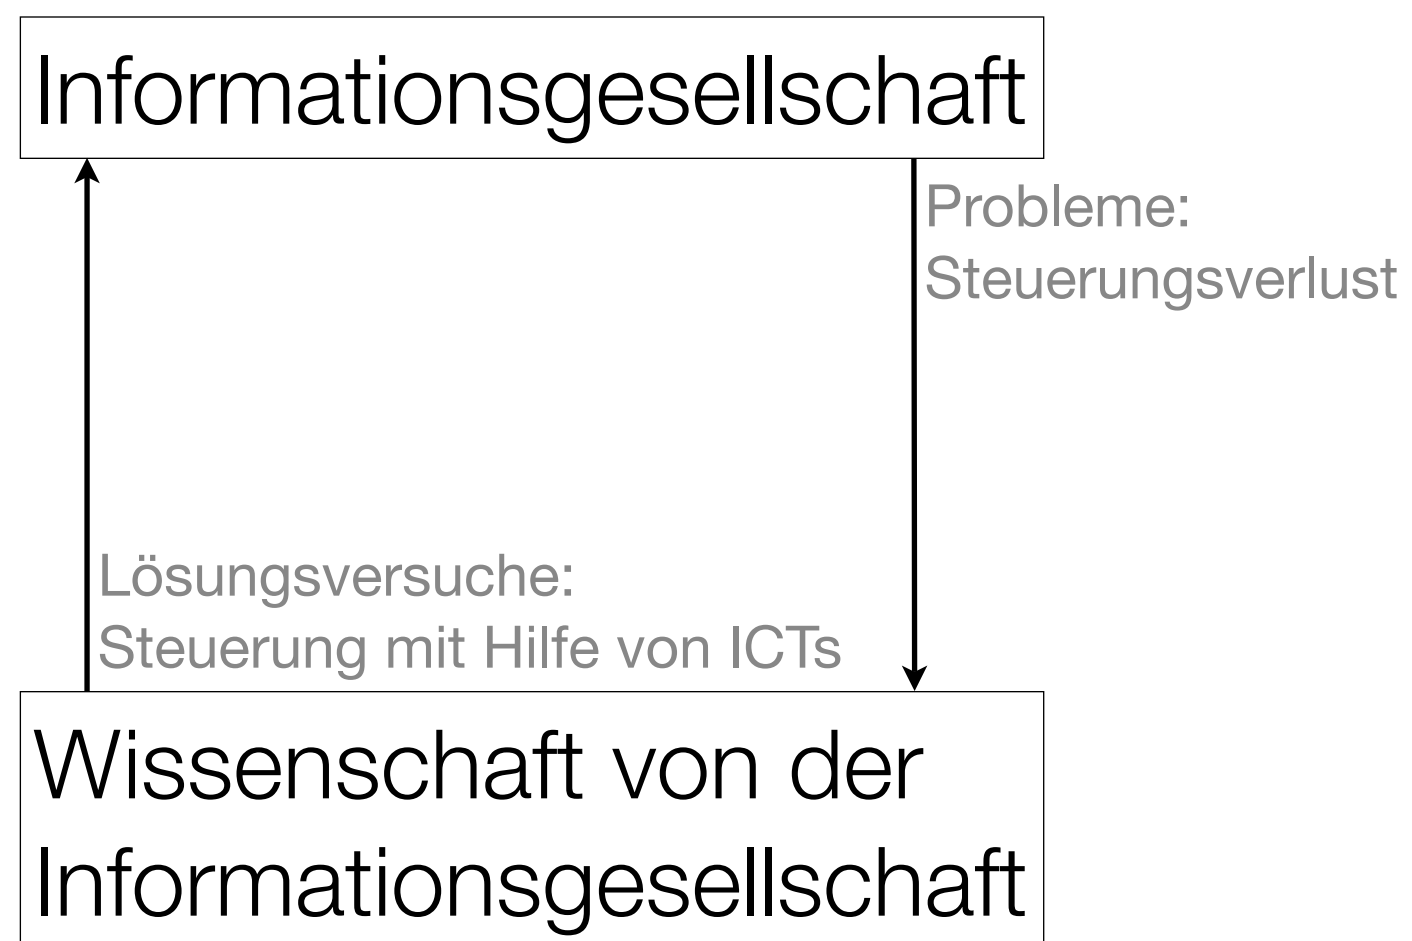 Informationsgesellschaft
Probleme:
Steuerungsverlust
Lösungsversuche:
Steuerung mit Hilfe von ICTs
Wissenschaft von der
Informationsgesellschaft